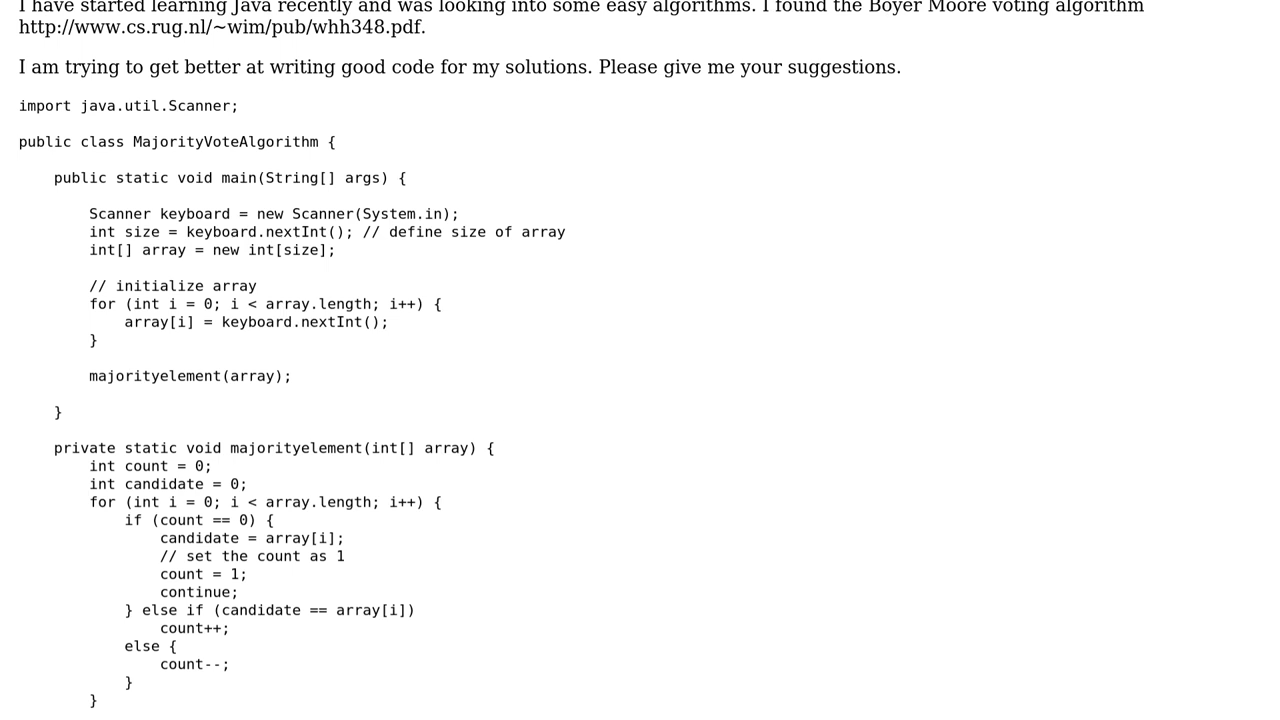 I have started learning Java recently and was looking into some easy algorithms. I found the Boyer Moore voting algorithm
http://www.cs.rug.nl/~wim/pub/whh348.pdf.
I am trying to get better at writing good code for my solutions. Please give me your suggestions.
import java.util.Scanner;
public class MajorityVoteAlgorithm {
    public static void main(String[] args) {
        Scanner keyboard = new Scanner(System.in);
        int size = keyboard.nextInt(); // define size of array
        int[] array = new int[size];
        // initialize array
        for (int i = 0; i < array.length; i++) {
            array[i] = keyboard.nextInt();
        }
        majorityelement(array);
    }
    private static void majorityelement(int[] array) {
        int count = 0;
        int candidate = 0;
        for (int i = 0; i < array.length; i++) {
            if (count == 0) {
                candidate = array[i];
                // set the count as 1
                count = 1;
                continue;
            } else if (candidate == array[i])
                count++;
            else {
                count--;
            }
        }